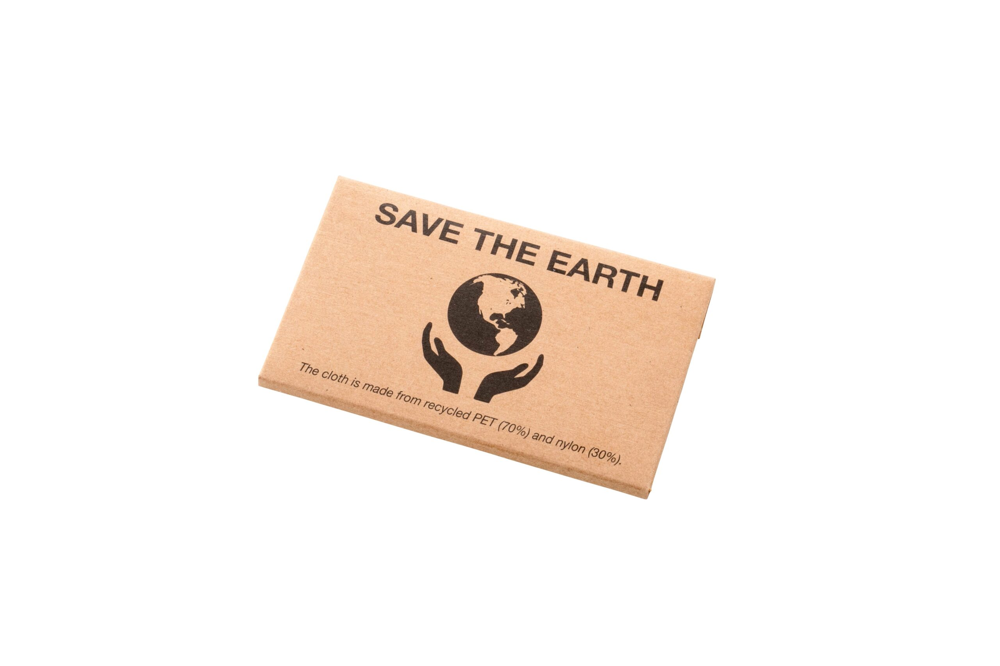 SAVE THE EARTH
The cloth is made from recycled PET (70%) and nylon (30%).